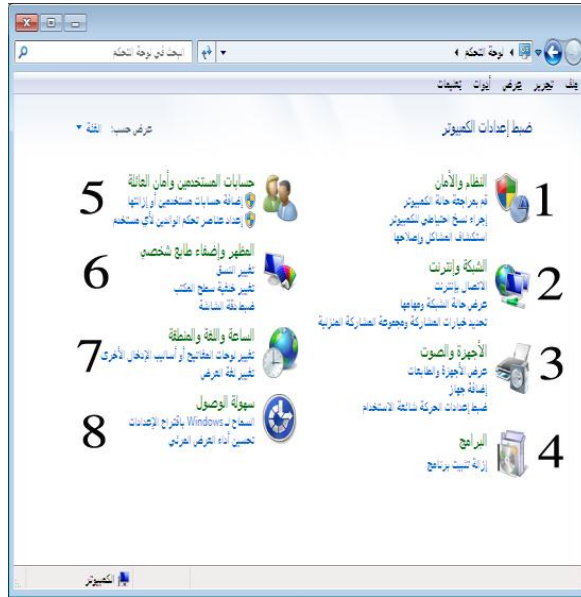 لوحة التحكم
البحث في لوحة التحكم
ملف تحرير عرض أدوات تعليمات
ضبط إعدادات الكمبيوتر
عرض حسب: الفئة
1
النظام والأمان
قم بمراجعة حالة الكمبيوتر
إجراء نسخ احتياطي للكمبيوتر
استكشاف المشاكل وإصلاحها
2
الشبكة وإنترنت
الاتصال بإنترنت
عرض حالة الشبكة ومهامها
تحديد خيارات المشاركة ومجموعة المشاركة المنزلية
3
الأجهزة والصوت
عرض الأجهزة والطابعات
إضافة جهاز
ضبط إعدادات الحركة شائعة الاستخدام
4
البرامج
إزالة تثبيت برنامج
5
حسابات المستخدمين وأمان العائلة
إضافة حسابات مستخدمين أو إزالتها
إعداد عناصر تحكم الوالدين لأي مستخدم
6
المظهر وإضفاء طابع شخصي
تغيير النسق
تغيير خلفية سطح المكتب
ضبط دقة الشاشة
7
الساعة واللغة والمنطقة
تغيير لوحات المفاتيح أو أساليب الإدخال الأخرى
تغيير لغة العرض
8
سهولة الوصول
السماح لـ Windows باقتراح الإعدادات
تحسين أداء العرض المرئي
الكمبيوتر